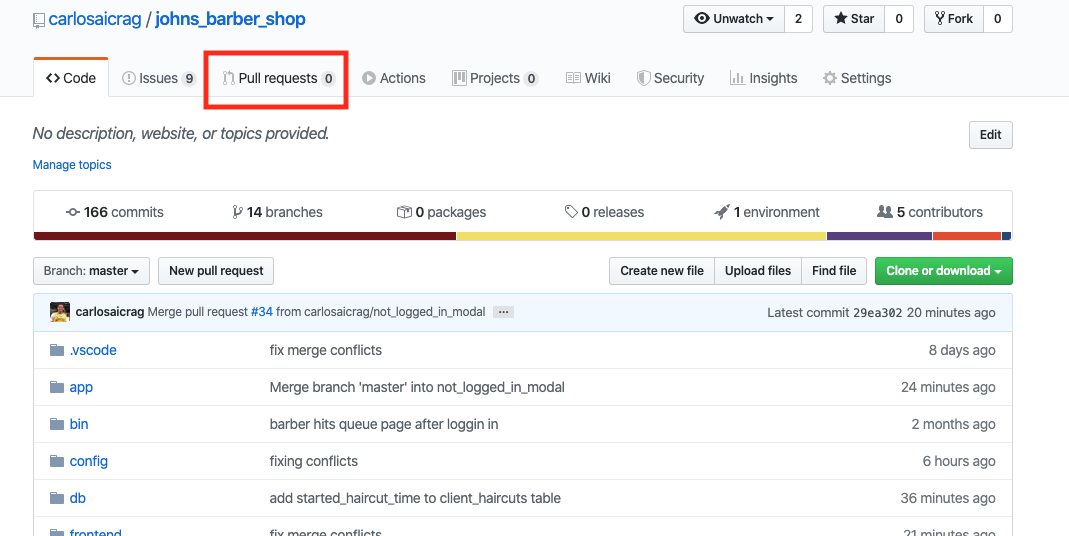 carlosaicrag / johns_barber_shop Unwatch 2 Star 0 Fork 0
Code Issues 9 Pull requests 0 Actions Projects 0 Wiki Security Insights Settings
No description, website, or topics provided. Edit
Manage topics
166 commits 14 branches 0 packages 0 releases 1 environment 5 contributors
Branch: master New pull request Create new file Upload files Find file Clone or download
carlosaicrag Merge pull request #34 from carlosaicrag/not_logged_in_modal ... Latest commit 29ea302 20 minutes ago
.vscode fix merge conflicts 8 days ago
app Merge branch 'master' into not_logged_in_modal 24 minutes ago
bin barber hits queue page after loggin in 2 months ago
config fixing conflicts 6 hours ago
db add started_haircut_time to client_haircuts table 36 minutes ago
frontend fix merge conflicts 21 minutes ago